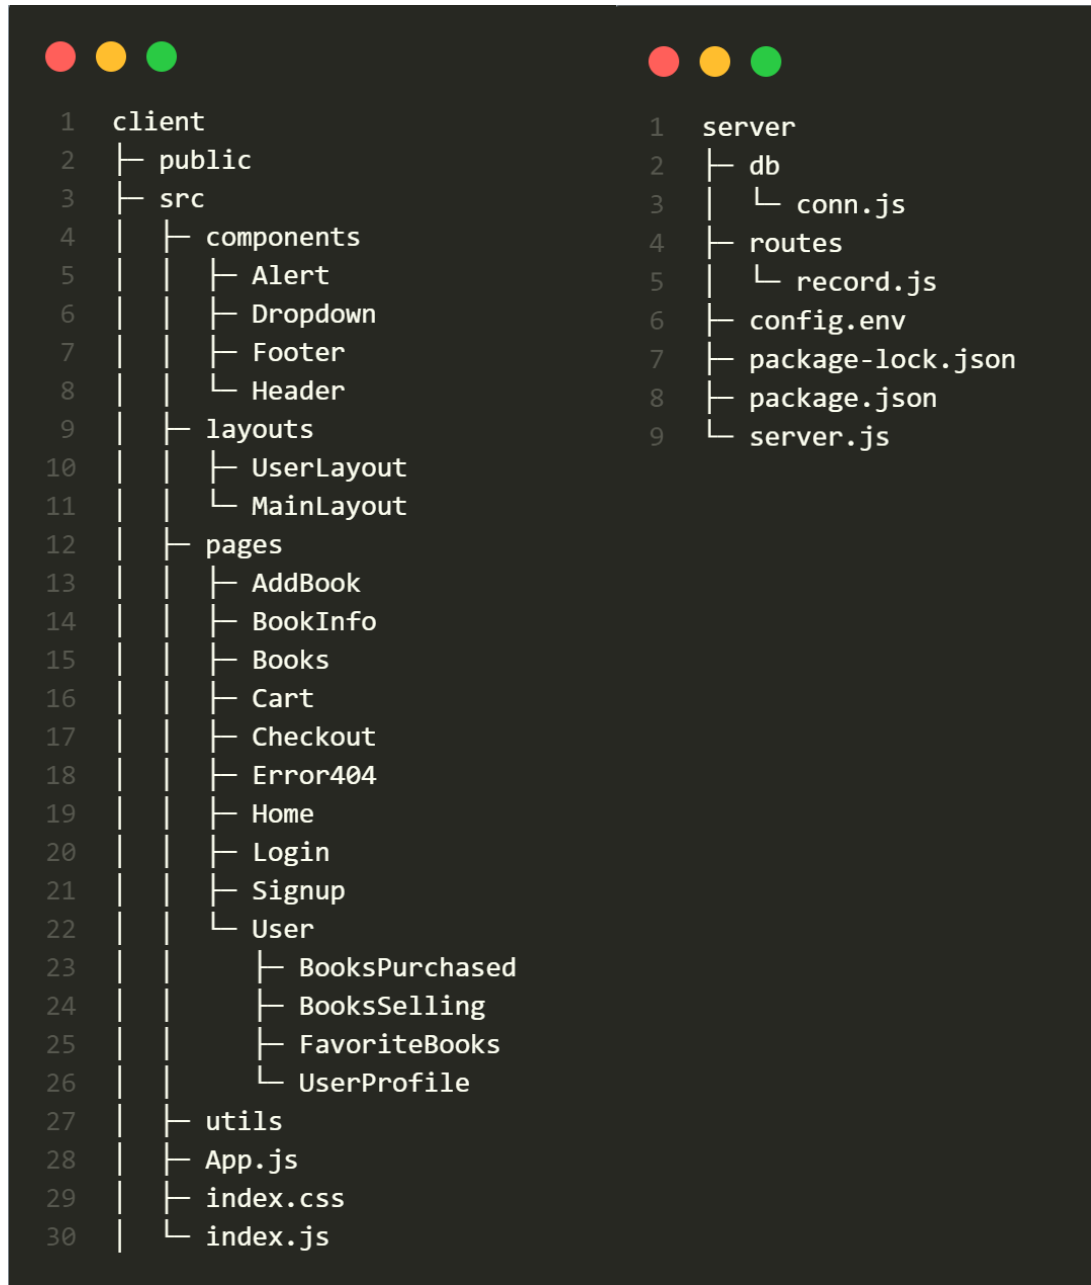 1 client
2 ├─ public
3 ├─ src
4 │  ├─ components
5 │  │  ├─ Alert
6 │  │  ├─ Dropdown
7 │  │  ├─ Footer
8 │  │  └─ Header
9 │  ├─ layouts
10 │  │  ├─ UserLayout
11 │  │  └─ MainLayout
12 │  ├─ pages
13 │  │  ├─ AddBook
14 │  │  ├─ BookInfo
15 │  │  ├─ Books
16 │  │  ├─ Cart
17 │  │  ├─ Checkout
18 │  │  ├─ Error404
19 │  │  ├─ Home
20 │  │  ├─ Login
21 │  │  ├─ Signup
22 │  │  └─ User
23 │  │     ├─ BooksPurchased
24 │  │     ├─ BooksSelling
25 │  │     ├─ FavoriteBooks
26 │  │     └─ UserProfile
27 │  ├─ utils
28 │  ├─ App.js
29 │  ├─ index.css
30 │  └─ index.js
1 server
2 ├─ db
3 │  └─ conn.js
4 ├─ routes
5 │  └─ record.js
6 ├─ config.env
7 ├─ package-lock.json
8 ├─ package.json
9 └─ server.js